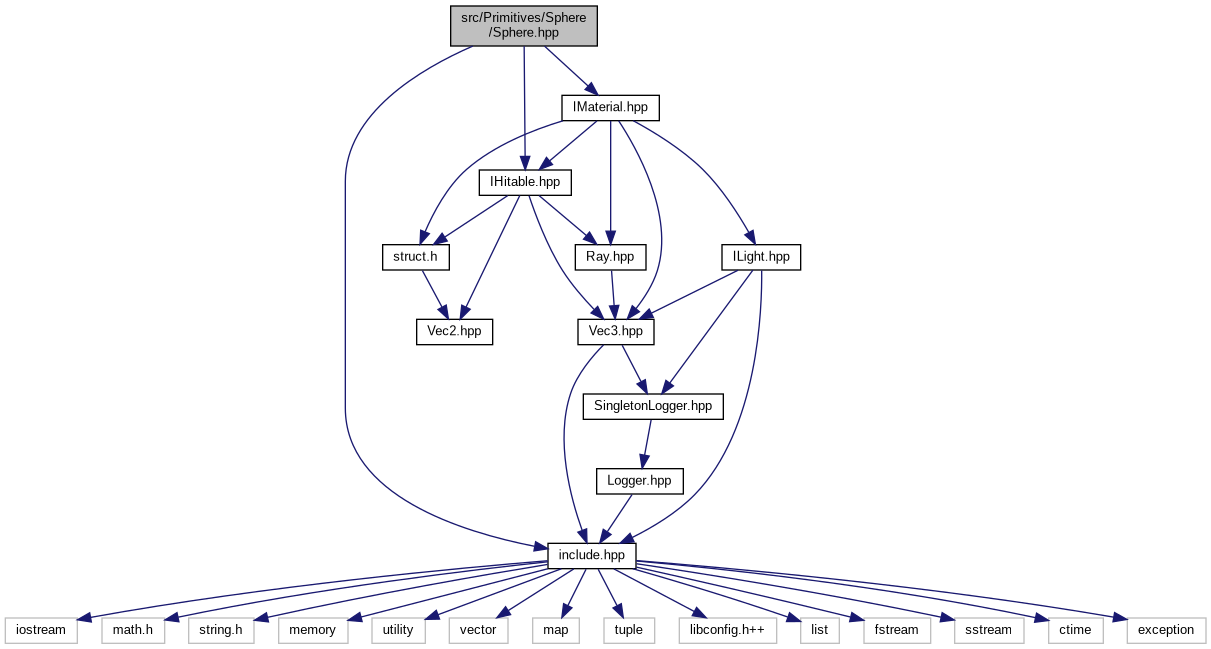 src/Primitives/Sphere
/Sphere.hpp
IMaterial.hpp
IHitable.hpp
struct.h
Ray.hpp
ILight.hpp
Vec2.hpp
Vec3.hpp
SingletonLogger.hpp
Logger.hpp
include.hpp
iostream
math.h
string.h
memory
utility
vector
map
tuple
libconfig.h++
list
fstream
sstream
ctime
exception